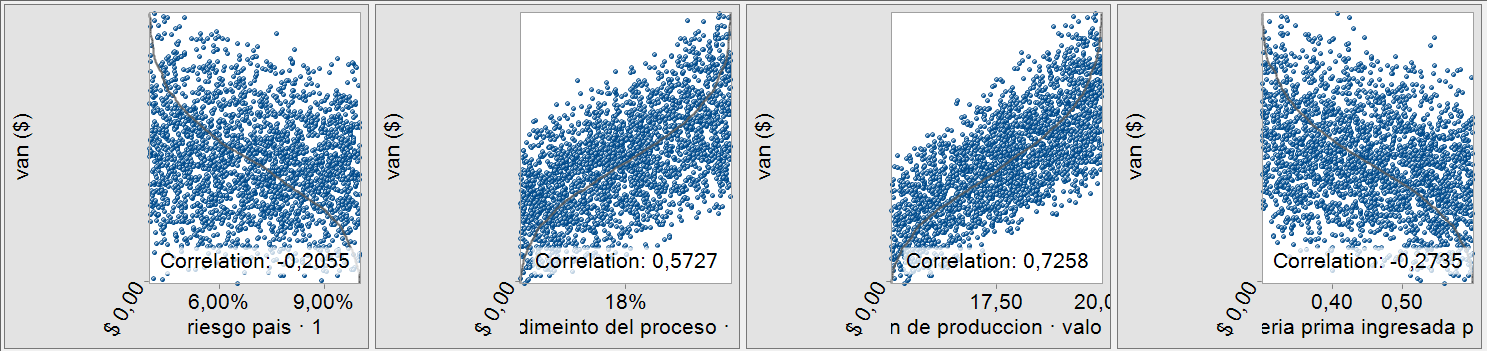 van ($)
Correlation: -0,2055
$ 0,00
6,00% 9,00%
riesgo pais · 1
van ($)
Correlation: 0,5727
$ 0,00
18%
dimeinto del proceso ·
van ($)
Correlation: 0,7258
$ 0,00
17,50 20,0
n de produccion · valo
van ($)
Correlation: -0,2735
$ 0,00
0,40 0,50
eria prima ingresada p